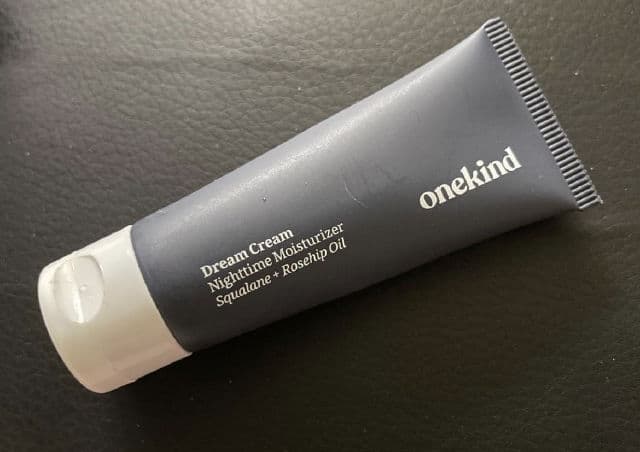 onekind
Dream Cream
Nighttime Moisturizer
Squalane + Rosehip Oil